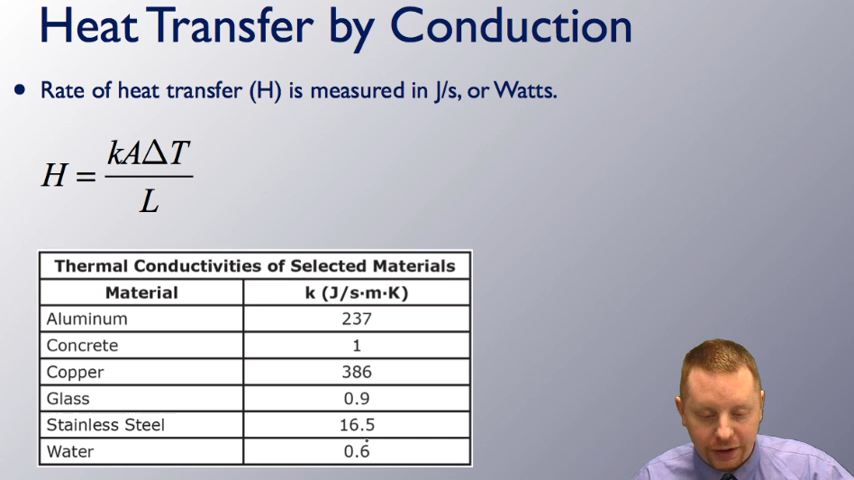 Heat Transfer by Conduction
• Rate of heat transfer (H) is measured in J/s, or Watts.
H = kAΔT / L
Thermal Conductivities of Selected Materials
Material k (J/s·m·K)
Aluminum 237
Concrete 1
Copper 386
Glass 0.9
Stainless Steel 16.5
Water 0.6